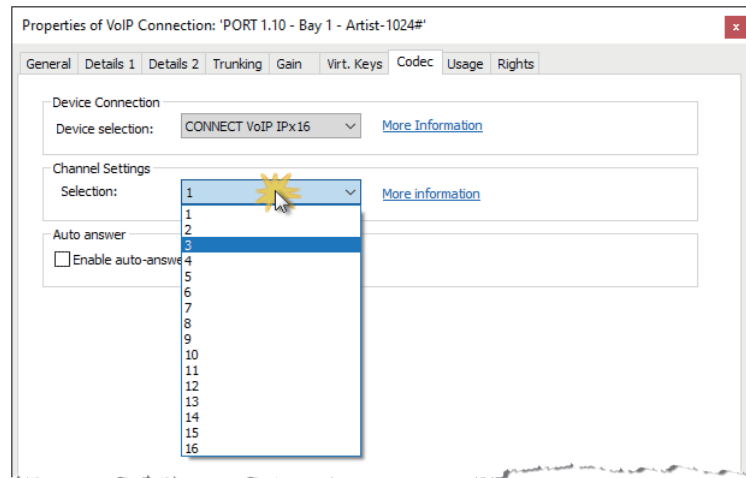 Properties of VoIP Connection: 'PORT 1.10 - Bay 1 - Artist-1024#'
x
General Details 1 Details 2 Trunking Gain Virt. Keys Codec Usage Rights
Device Connection
Device selection: CONNECT VoIP IPx16 More Information
Channel Settings
Selection: 1 More information
1
2
Auto answer
3
Enable auto-answe 4
5
6
7
8
9
10
11
12
13
14
15
16